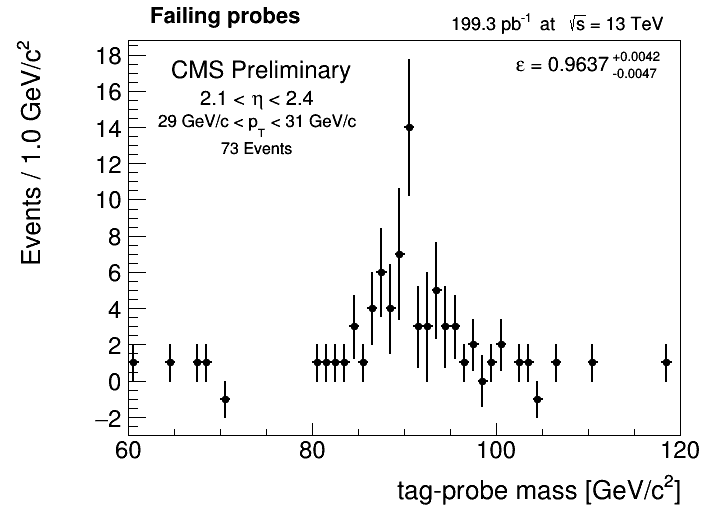 Failing probes
199.3 pb⁻¹ at √s = 13 TeV
CMS Preliminary
2.1 < η < 2.4
29 GeV/c < p_T < 31 GeV/c
73 Events
ε = 0.9637 +0.0042 -0.0047
Events / 1.0 GeV/c²
18
16
14
12
10
8
6
4
2
0
−2
60 80 100 120
tag-probe mass [GeV/c²]